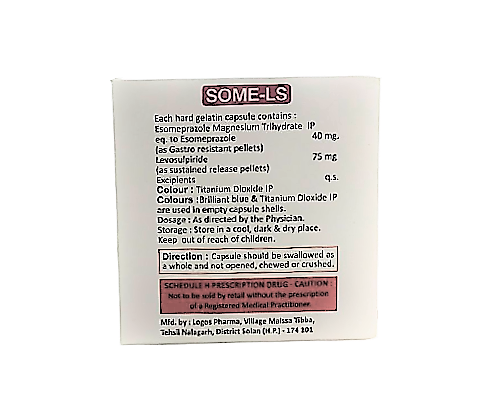 SOME-LS
Each hard gelatin capsule contains :
Esomeprazole Magnesium Trihydrate IP
eq. to Esomeprazole 40 mg.
(as Gastro resistant pellets)
Levosulpiride 75 mg
(as sustained release pellets)
Excipients q.s.
Colour : Titanium Dioxide IP
Colours :Brilliant blue & Titanium Dioxide IP
are used in empty capsule shells.
Dosage : As directed by the Physician.
Storage : Store in a cool, dark & dry place.
Keep out of reach of children.
Direction : Capsule should be swallowed as
a whole and not opened, chewed or crushed.
SCHEDULE H PRESCRIPTION DRUG - CAUTION :
Not to be sold by retail without the prescription
of a Registered Medical Practitioner.
Mfd. by : Logos Pharma, Village Malssa Tibba,
Tehsil Nalagarh, District Solan (H.P.) - 174 101